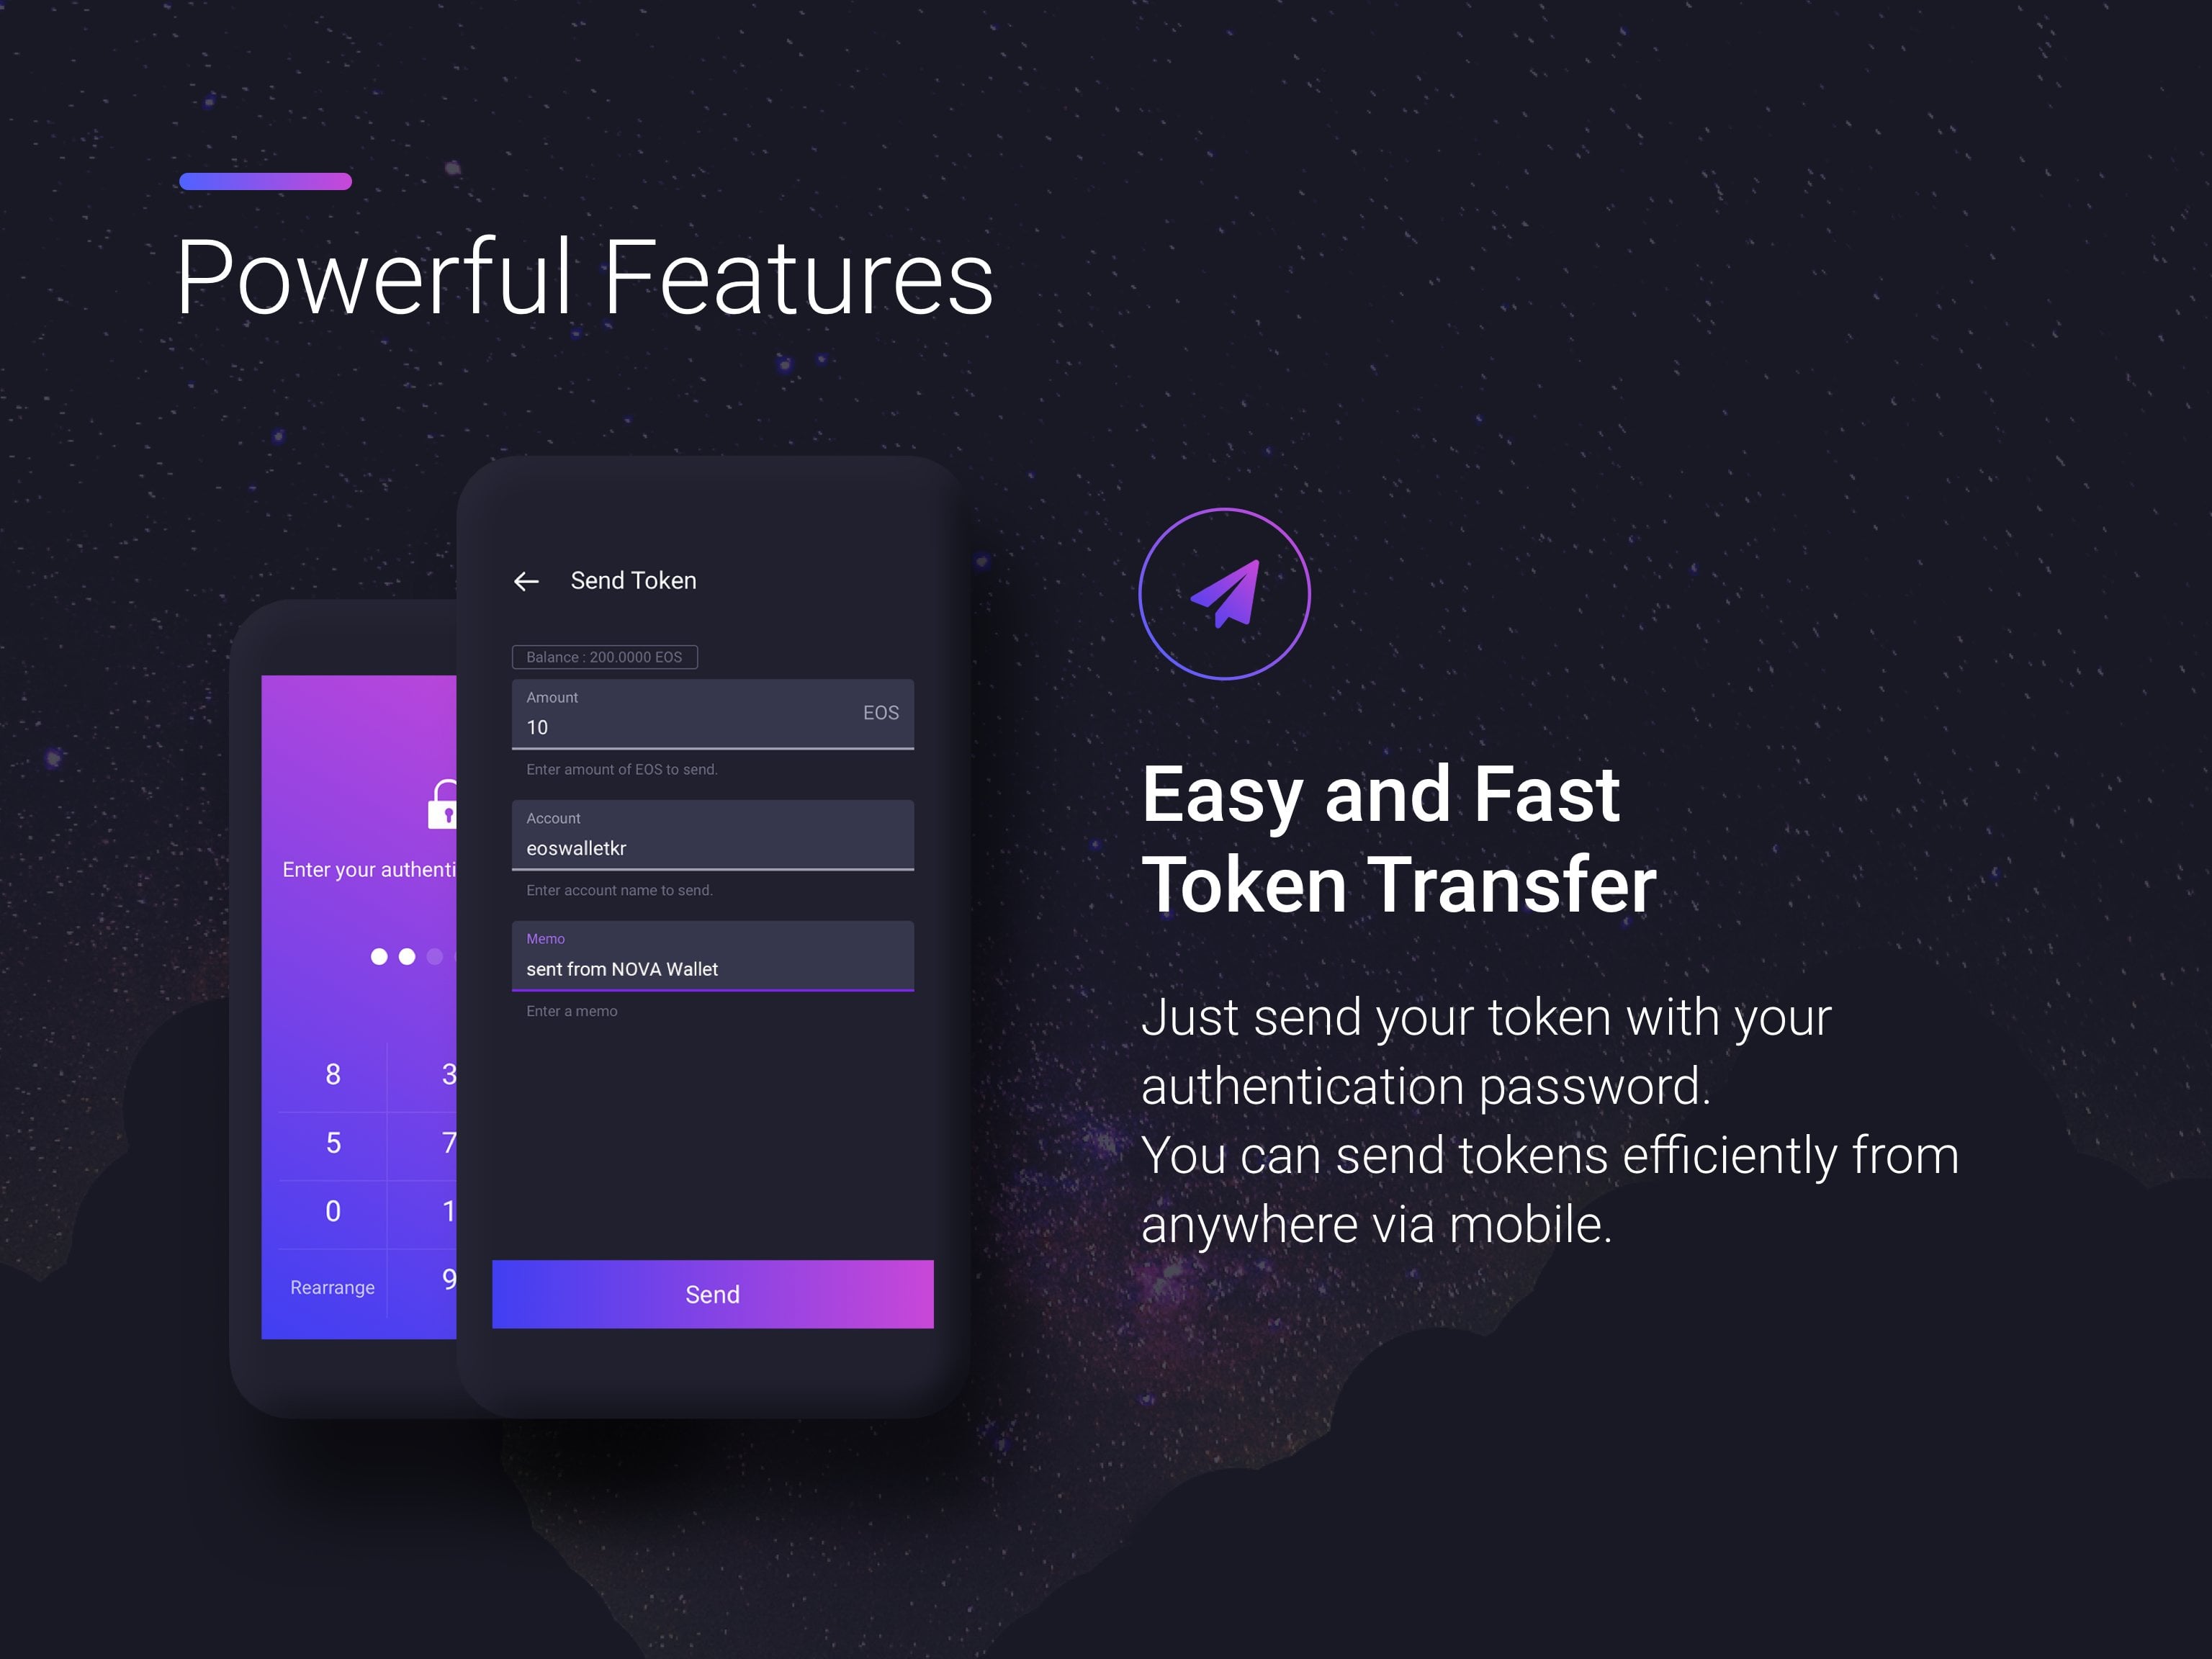 Powerful Features
Send Token
Balance : 200.0000 EOS
Amount
10
EOS
Enter amount of EOS to send.
Account
eoswalletkr
Enter account name to send.
Memo
sent from NOVA Wallet
Enter a memo
Send
Enter your
8 3
5 7
0 1
Rearrange 9
Easy and Fast
Token Transfer
Just send your token with your
authentication password.
You can send tokens efficiently from
anywhere via mobile.